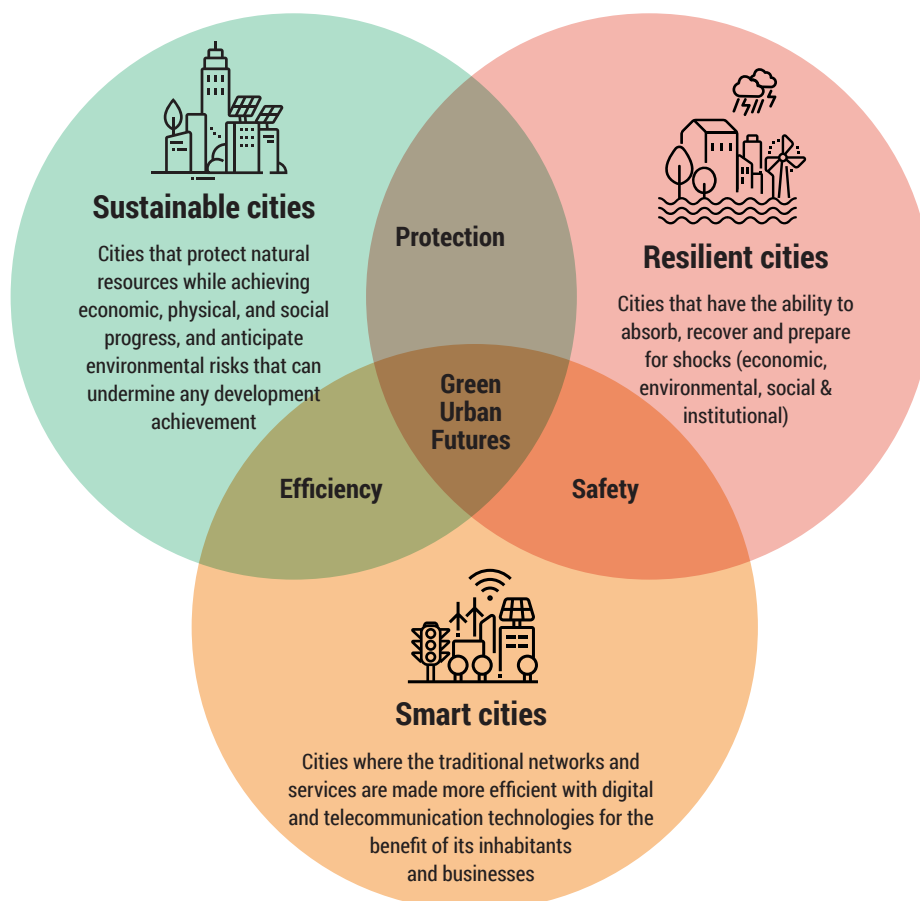 Sustainable cities
Cities that protect natural
resources while achieving
economic, physical, and social
progress, and anticipate
environmental risks that can
undermine any development
achievement
Protection
Resilient cities
Cities that have the ability to
absorb, recover and prepare
for shocks (economic,
environmental, social &
institutional)
Green
Urban
Futures
Efficiency
Safety
Smart cities
Cities where the traditional networks and
services are made more efficient with digital
and telecommunication technologies for the
benefit of its inhabitants
and businesses